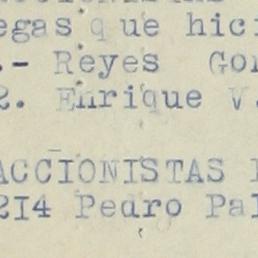 egas que hic
.- Reyes Go
2. Enrique V.
ACCIONISTAS
214 Pedro Pal